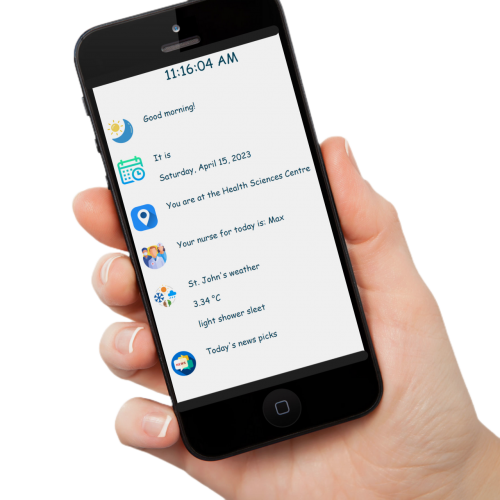 11:16:04 AM
Good morning!
It is
Saturday, April 15, 2023
You are at the Health Sciences Centre
Your nurse for today is: Max
St. John's weather
3.34 °C
light shower sleet
Today's news picks